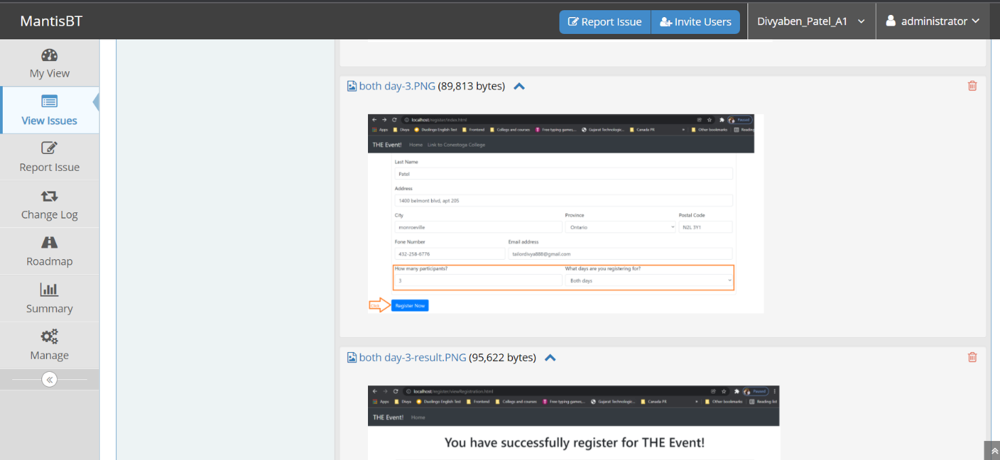 MantisBT
Report Issue
Invite Users
Divyaben_Patel_A1
administrator
My View
View Issues
Report Issue
Change Log
Roadmap
Summary
Manage
both day-3.PNG (89,813 bytes)
localhost/register/index.html
Paused
Apps Divya Duolingo English Test Frontend Collegs and courses Free typing games... Gujarat Technologic... Canada PR » Other bookmarks Reading
THE Event! Home Link to Conestoga College
Last Name
Patel
Address
1400 belmont blvd, apt 205
City Province Postal Code
monroeville Ontario N2L 3Y1
Fone Number Email address
432-258-6776 tailordivya888@gmail.com
How many participants? What days are you registering for?
3 Both days
Register Now
both day-3-result.PNG (95,622 bytes)
localhost/register/viewRegistration.html
Paused
Apps Divya Duolingo English Test Frontend Collegs and courses Free typing games... Gujarat Technologic... Canada PR » Other bookmarks Reading list
THE Event! Home
You have successfully register for THE Event!